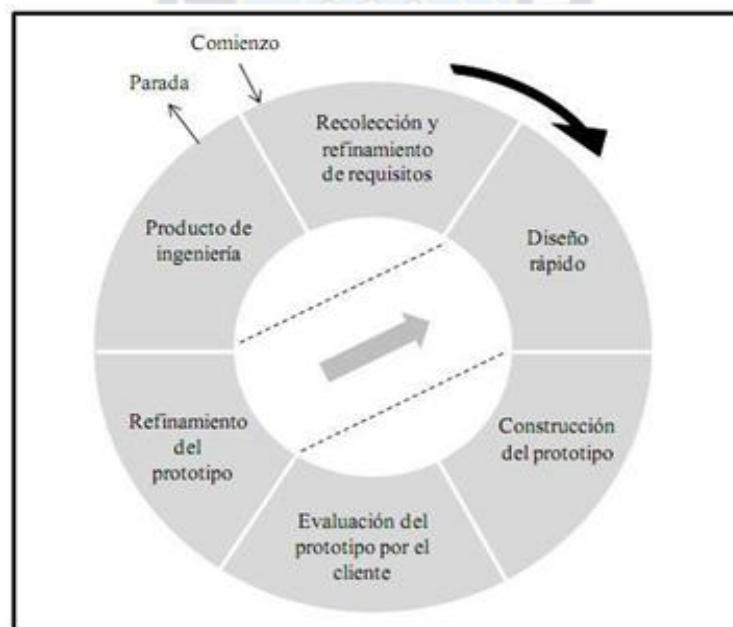 Comienzo
Parada
Recolección y
refinamiento
de requisitos
Diseño
rápido
Construcción
del prototipo
Evaluación del
prototipo por el
cliente
Refinamiento
del
prototipo
Producto de
ingeniería